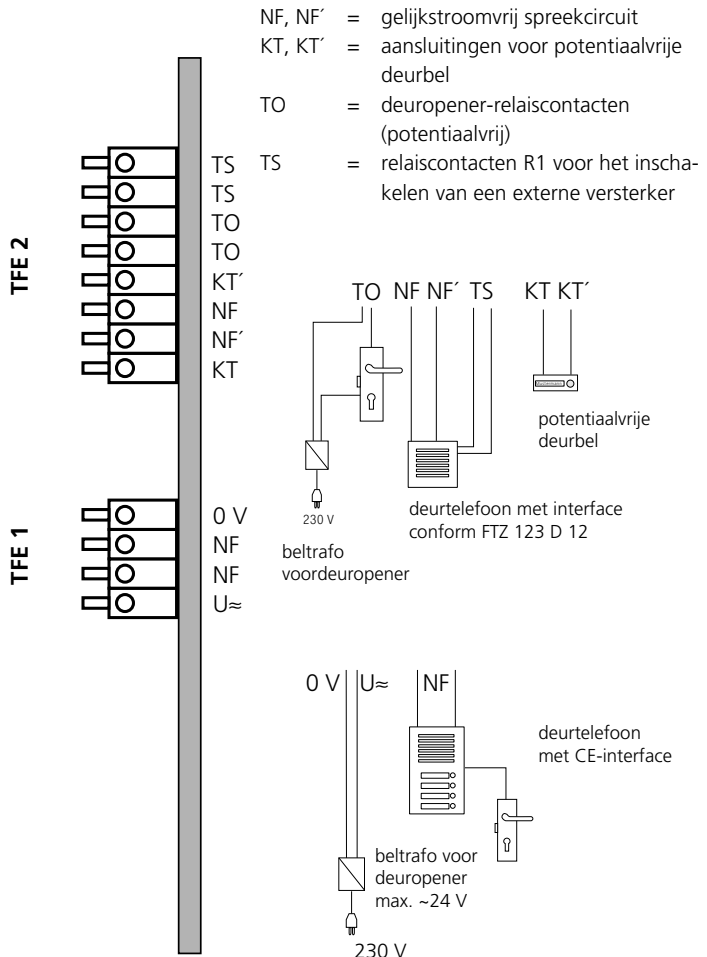 NF, NF´ = gelijkstroomvrij spreekcircuit
KT, KT´ = aansluitingen voor potentiaalvrije
deurbel
TO = deuropener-relaiscontacten
(potentiaalvrij)
TS = relaiscontacten R1 voor het inscha-
kelen van een externe versterker
TFE 2
TS
TS
TO
TO
KT´
NF
NF´
KT
TO NF NF´ TS KT KT´
potentiaalvrije
deurbel
230 V
deurtelefoon met interface
conform FTZ 123 D 12
beltrafo
voordeuropener
TFE 1
0 V
NF
NF
U≈
0 V U≈ NF
deurtelefoon
met CE-interface
beltrafo voor
deuropener
max. ~24 V
230 V